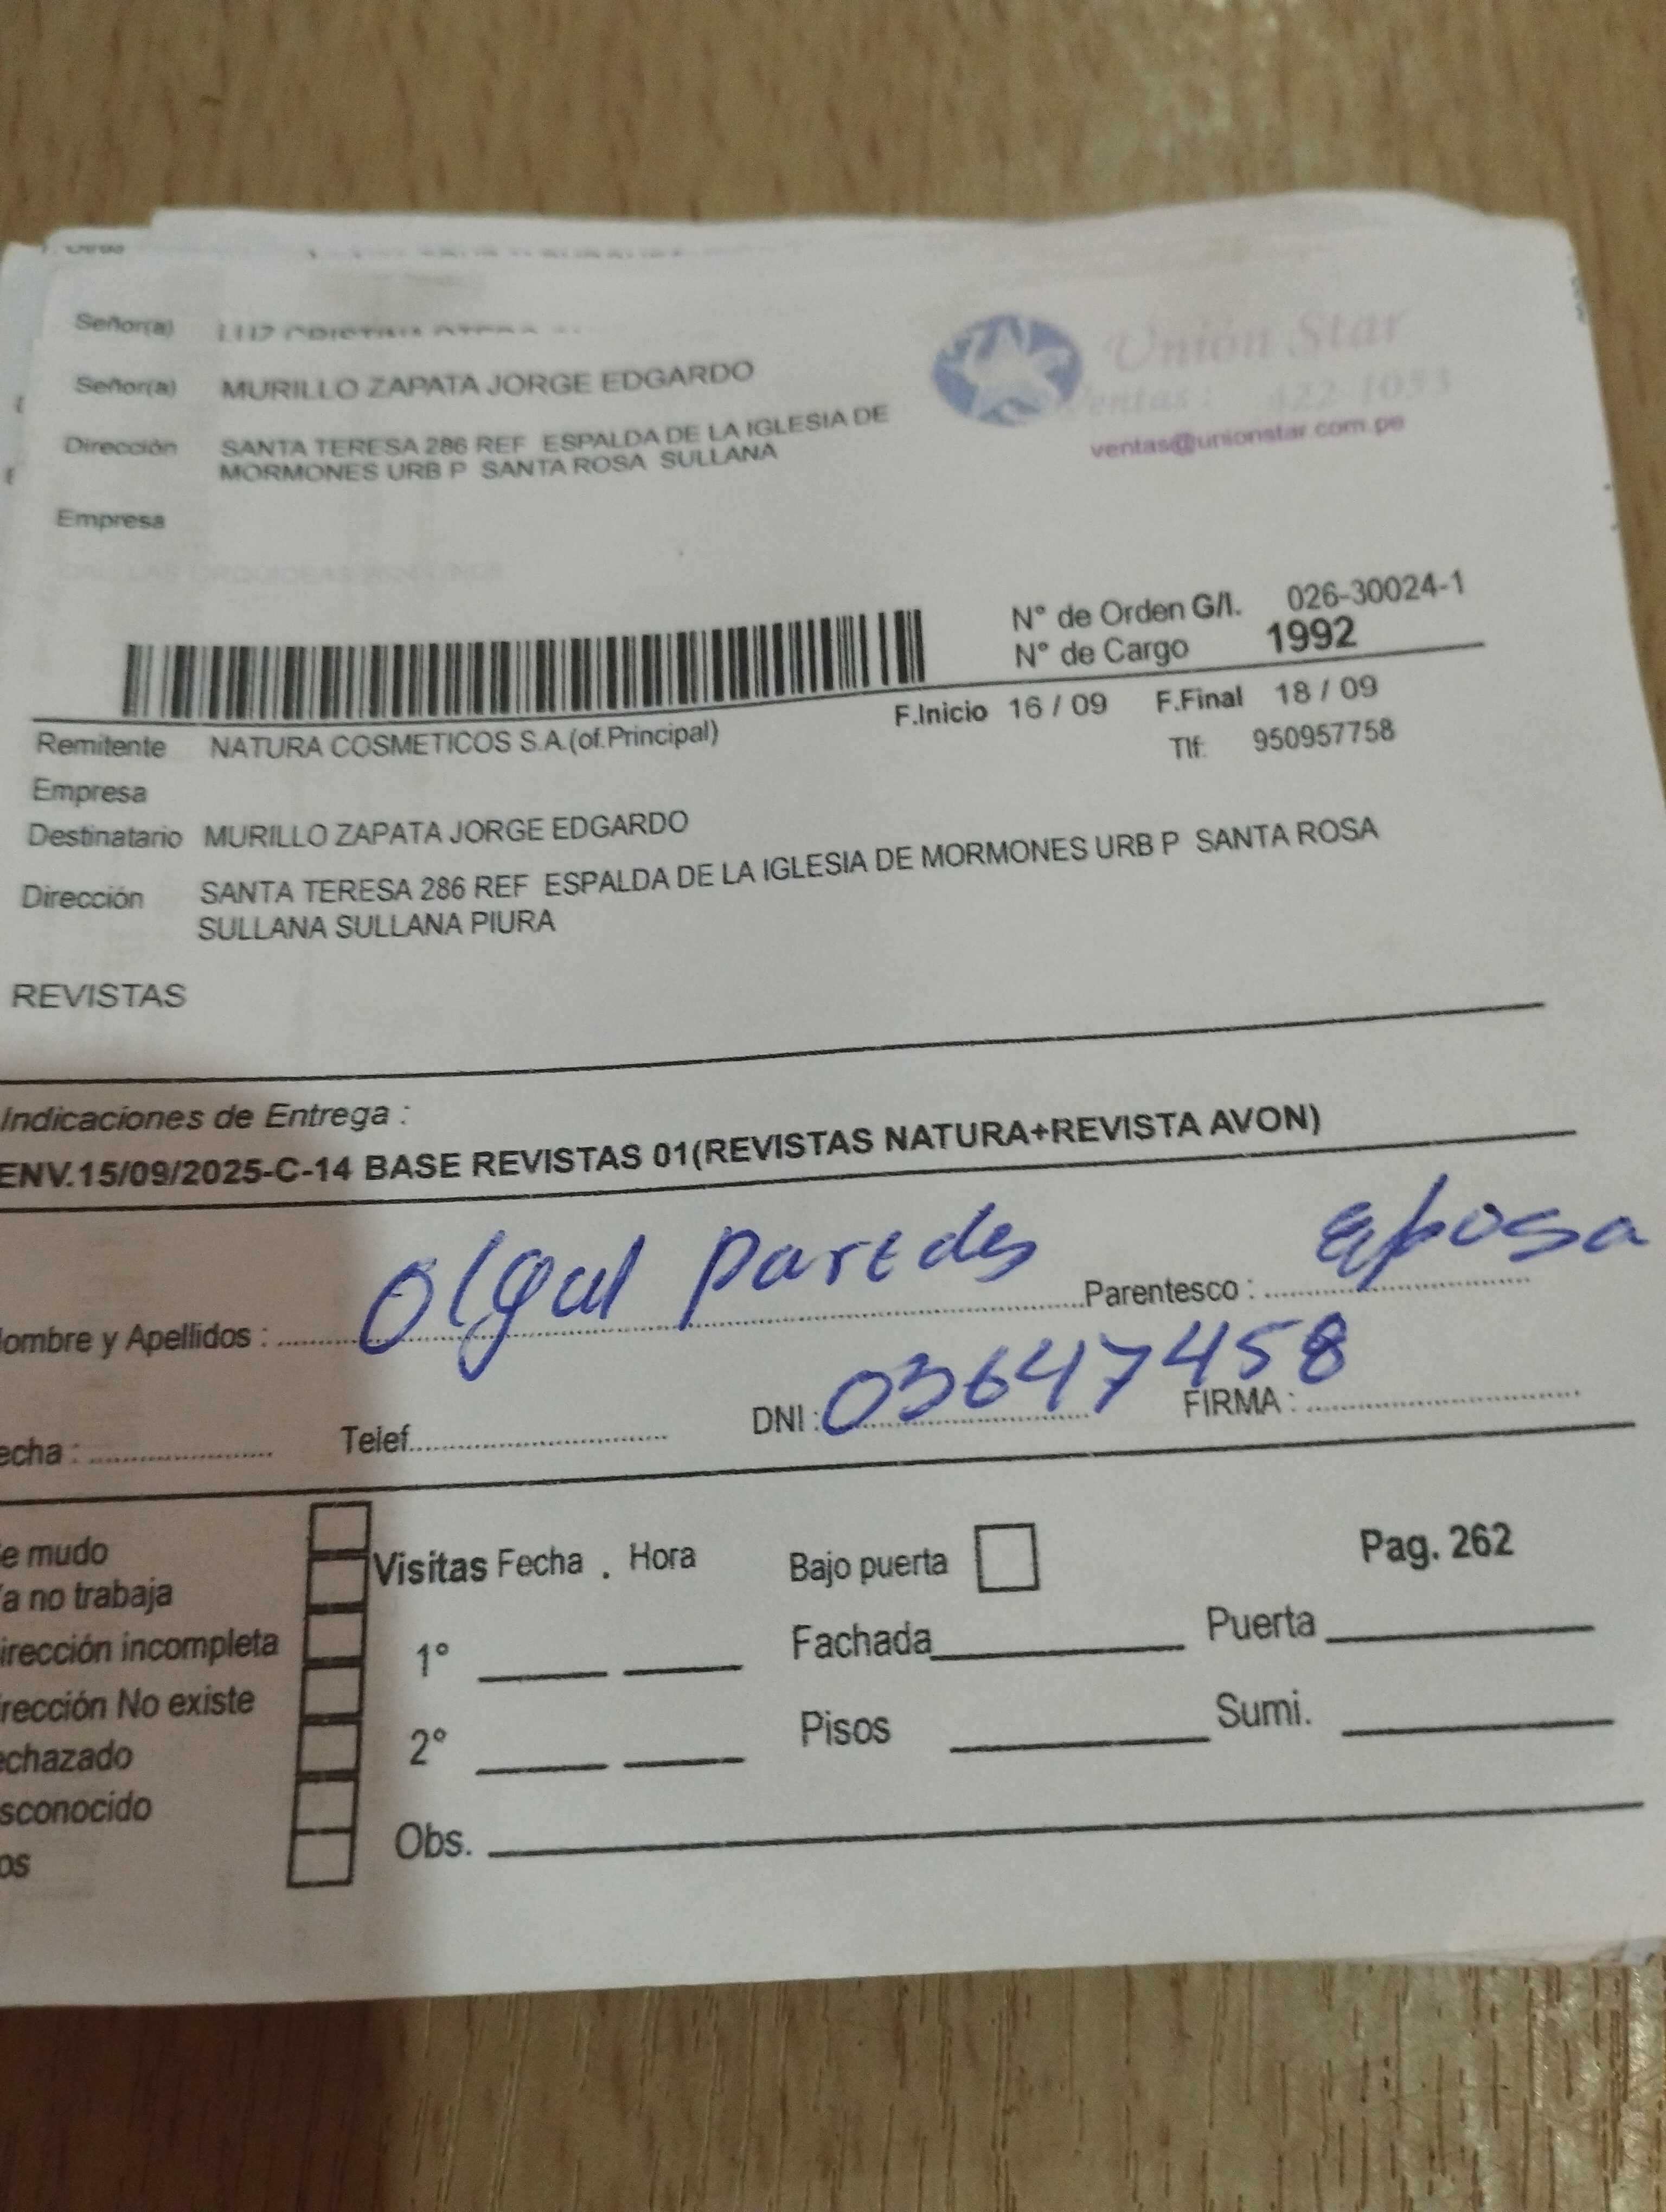 Señor(a)
Unión Star
Señor(a) MURILLO ZAPATA JORGE EDGARDO
Ventas: 422-1053
ventas@unionstar.com.pe
Dirección SANTA TERESA 286 REF ESPALDA DE LA IGLESIA DE
MORMONES URB P SANTA ROSA SULLANA
Empresa
N° de Orden G/I. 026-30024-1
N° de Cargo 1992
F.Inicio 16 / 09 F.Final 18 / 09
Remitente NATURA COSMETICOS S.A.(of.Principal)
Tlf: 950957758
Empresa
Destinatario MURILLO ZAPATA JORGE EDGARDO
Dirección SANTA TERESA 286 REF ESPALDA DE LA IGLESIA DE MORMONES URB P SANTA ROSA
SULLANA SULLANA PIURA
REVISTAS
Indicaciones de Entrega :
ENV.15/09/2025-C-14 BASE REVISTAS 01(REVISTAS NATURA+REVISTA AVON)
ombre y Apellidos : Paredes Parentesco : esposa
echa : Telef. DNI : 03647458 FIRMA :
e mudo
a no trabaja
irección incompleta
rección No existe
echazado
sconocido
os
Visitas Fecha . Hora
1°
2°
Obs.
Bajo puerta
Pag. 262
Fachada Puerta
Pisos Sumi.